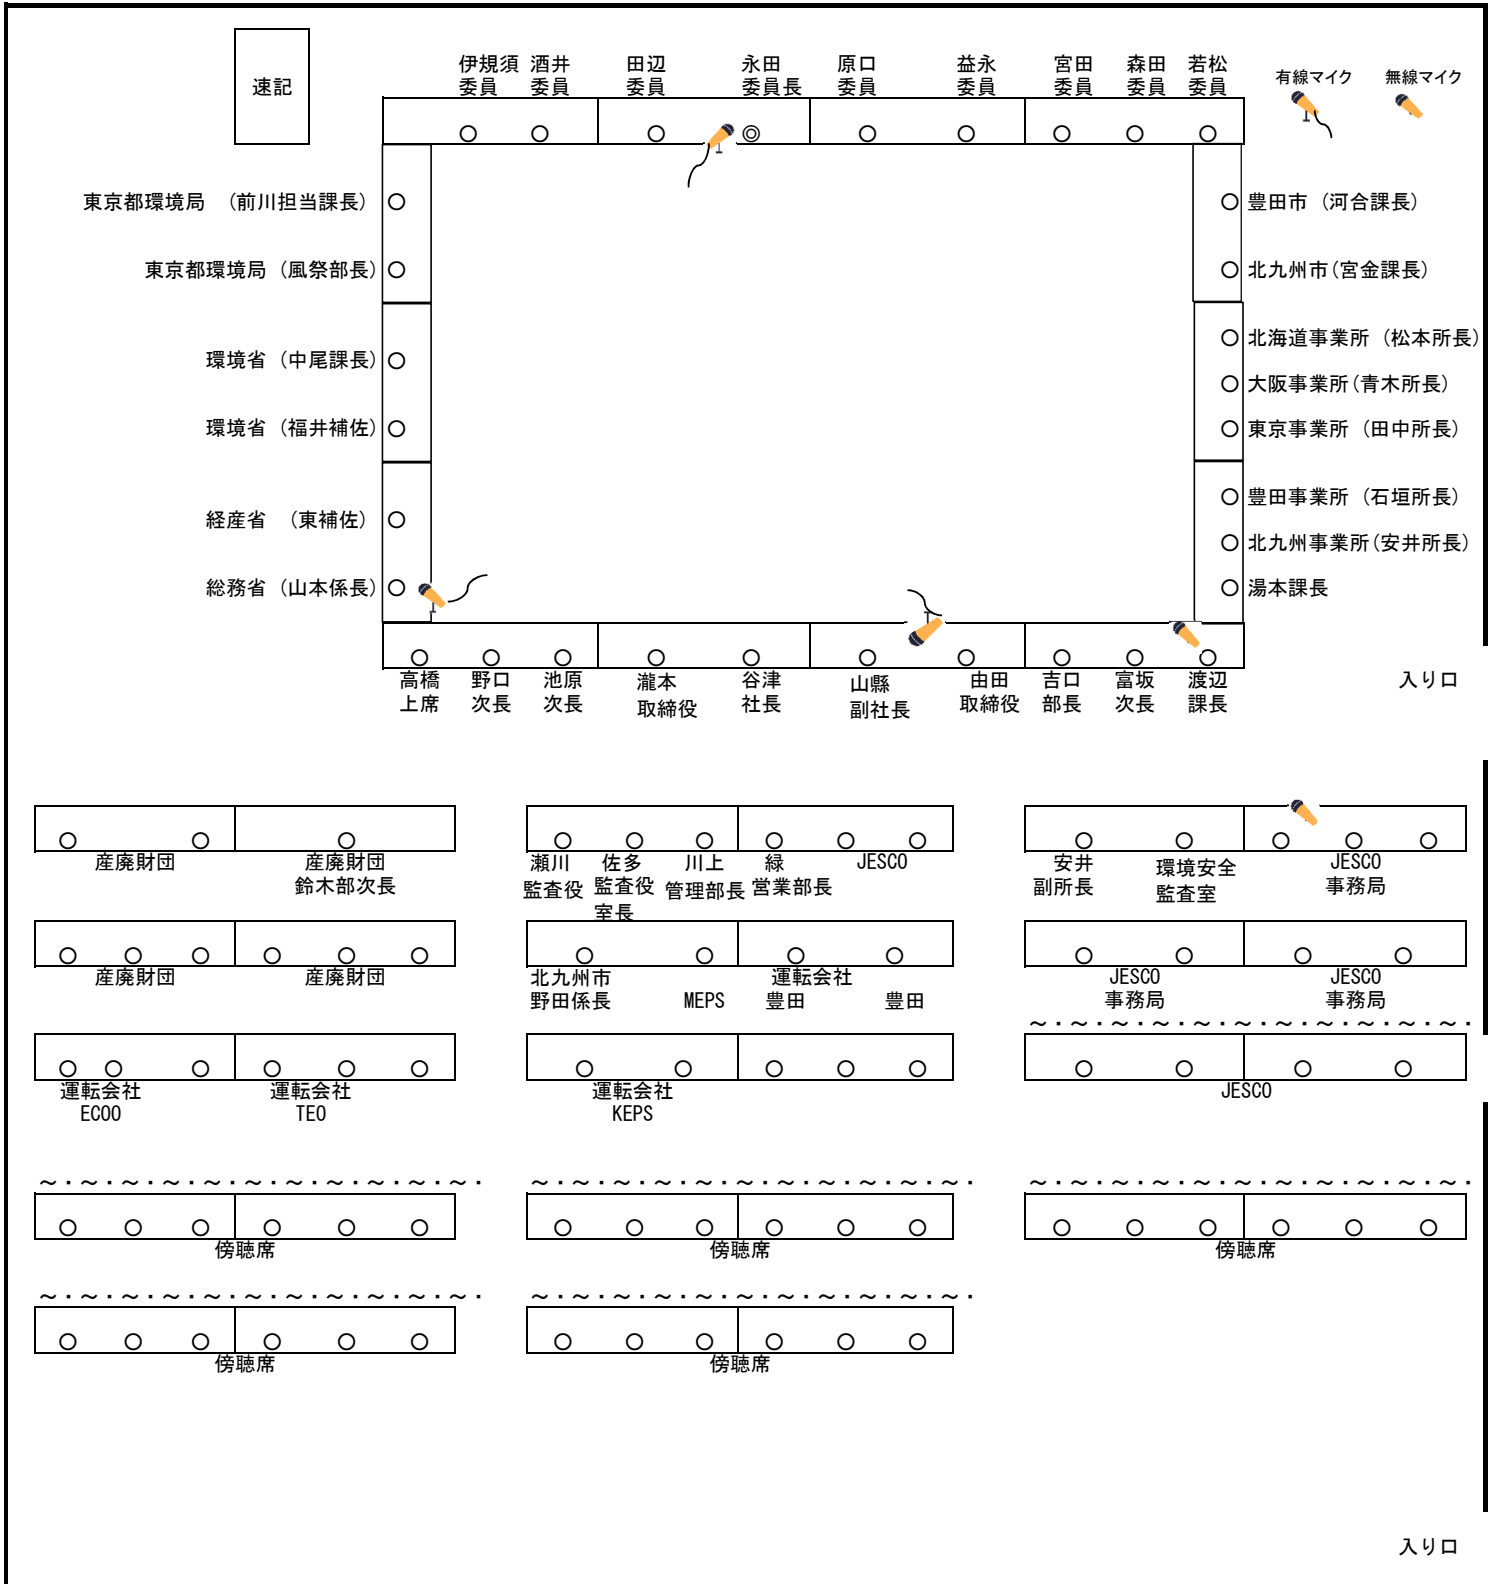 速記
伊規須 酒井 田辺 永田 原口 益永 宮田 森田 若松
委員 委員 委員 委員長 委員 委員 委員 委員 委員
有線マイク 無線マイク
東京都環境局 (前川担当課長)
東京都環境局 (風祭部長)
環境省 (中尾課長)
環境省 (福井補佐)
経産省 (東補佐)
総務省 (山本係長)
豊田市 (河合課長)
北九州市(宮金課長)
北海道事業所 (松本所長)
大阪事業所(青木所長)
東京事業所 (田中所長)
豊田事業所 (石垣所長)
北九州事業所(安井所長)
湯本課長
高橋 野口 池原 瀧本 谷津 山縣 由田 吉口 富坂 渡辺
上席 次長 次長 取締役 社長 副社長 取締役 部長 次長 課長
入り口
産廃財団 産廃財団
鈴木部次長
瀬川 佐多 川上 緑 JESCO
監査役 監査役 管理部長 営業部長
室長
安井 環境安全 JESCO
副所長 監査室 事務局
産廃財団 産廃財団
北九州市 運転会社
野田係長 MEPS 豊田 豊田
JESCO JESCO
事務局 事務局
~・~・~・~・~・~・~・~・~・~・~・
運転会社 運転会社
ECOO TEO
運転会社
KEPS
JESCO
~・~・~・~・~・~・~・~・~・~・~・ ~・~・~・~・~・~・~・~・~・~・~・ ~・~・~・~・~・~・~・~・~・~・~・
傍聴席 傍聴席 傍聴席
~・~・~・~・~・~・~・~・~・~・~・ ~・~・~・~・~・~・~・~・~・~・~・
傍聴席 傍聴席
入り口